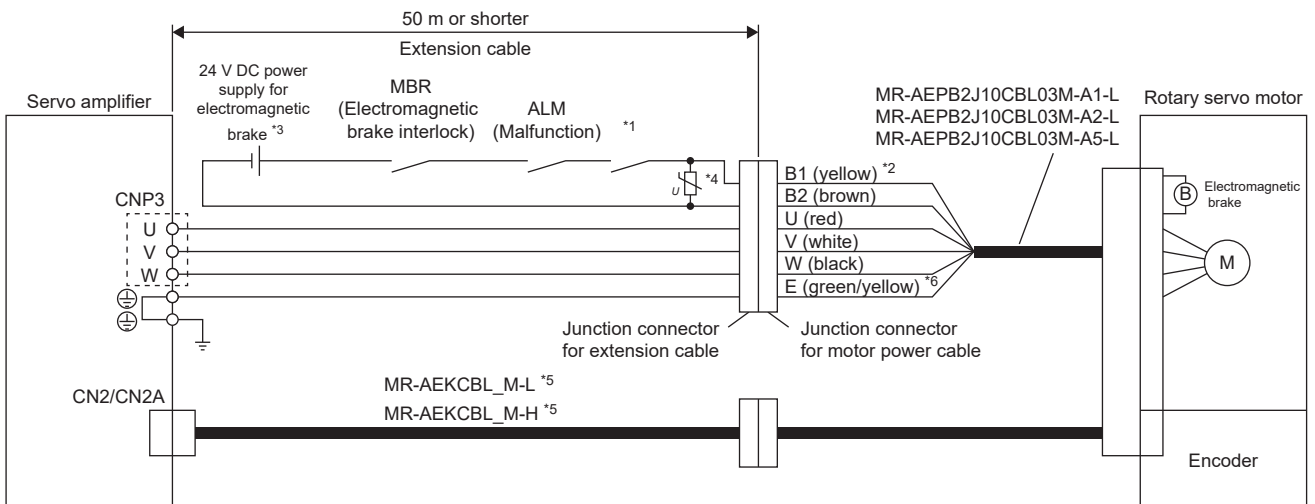 50 m or shorter
Extension cable
24 V DC power
supply for
electromagnetic
brake *3
MBR
(Electromagnetic
brake interlock)
ALM
(Malfunction)
*1
Servo amplifier
MR-AEPB2J10CBL03M-A1-L
MR-AEPB2J10CBL03M-A2-L
MR-AEPB2J10CBL03M-A5-L
Rotary servo motor
U
*4
B1 (yellow) *2
B2 (brown)
U (red)
V (white)
W (black)
E (green/yellow) *6
B
Electromagnetic
brake
M
CNP3
U
V
W
Junction connector
for extension cable
Junction connector
for motor power cable
CN2/CN2A
MR-AEKCBL_M-L *5
MR-AEKCBL_M-H *5
Encoder